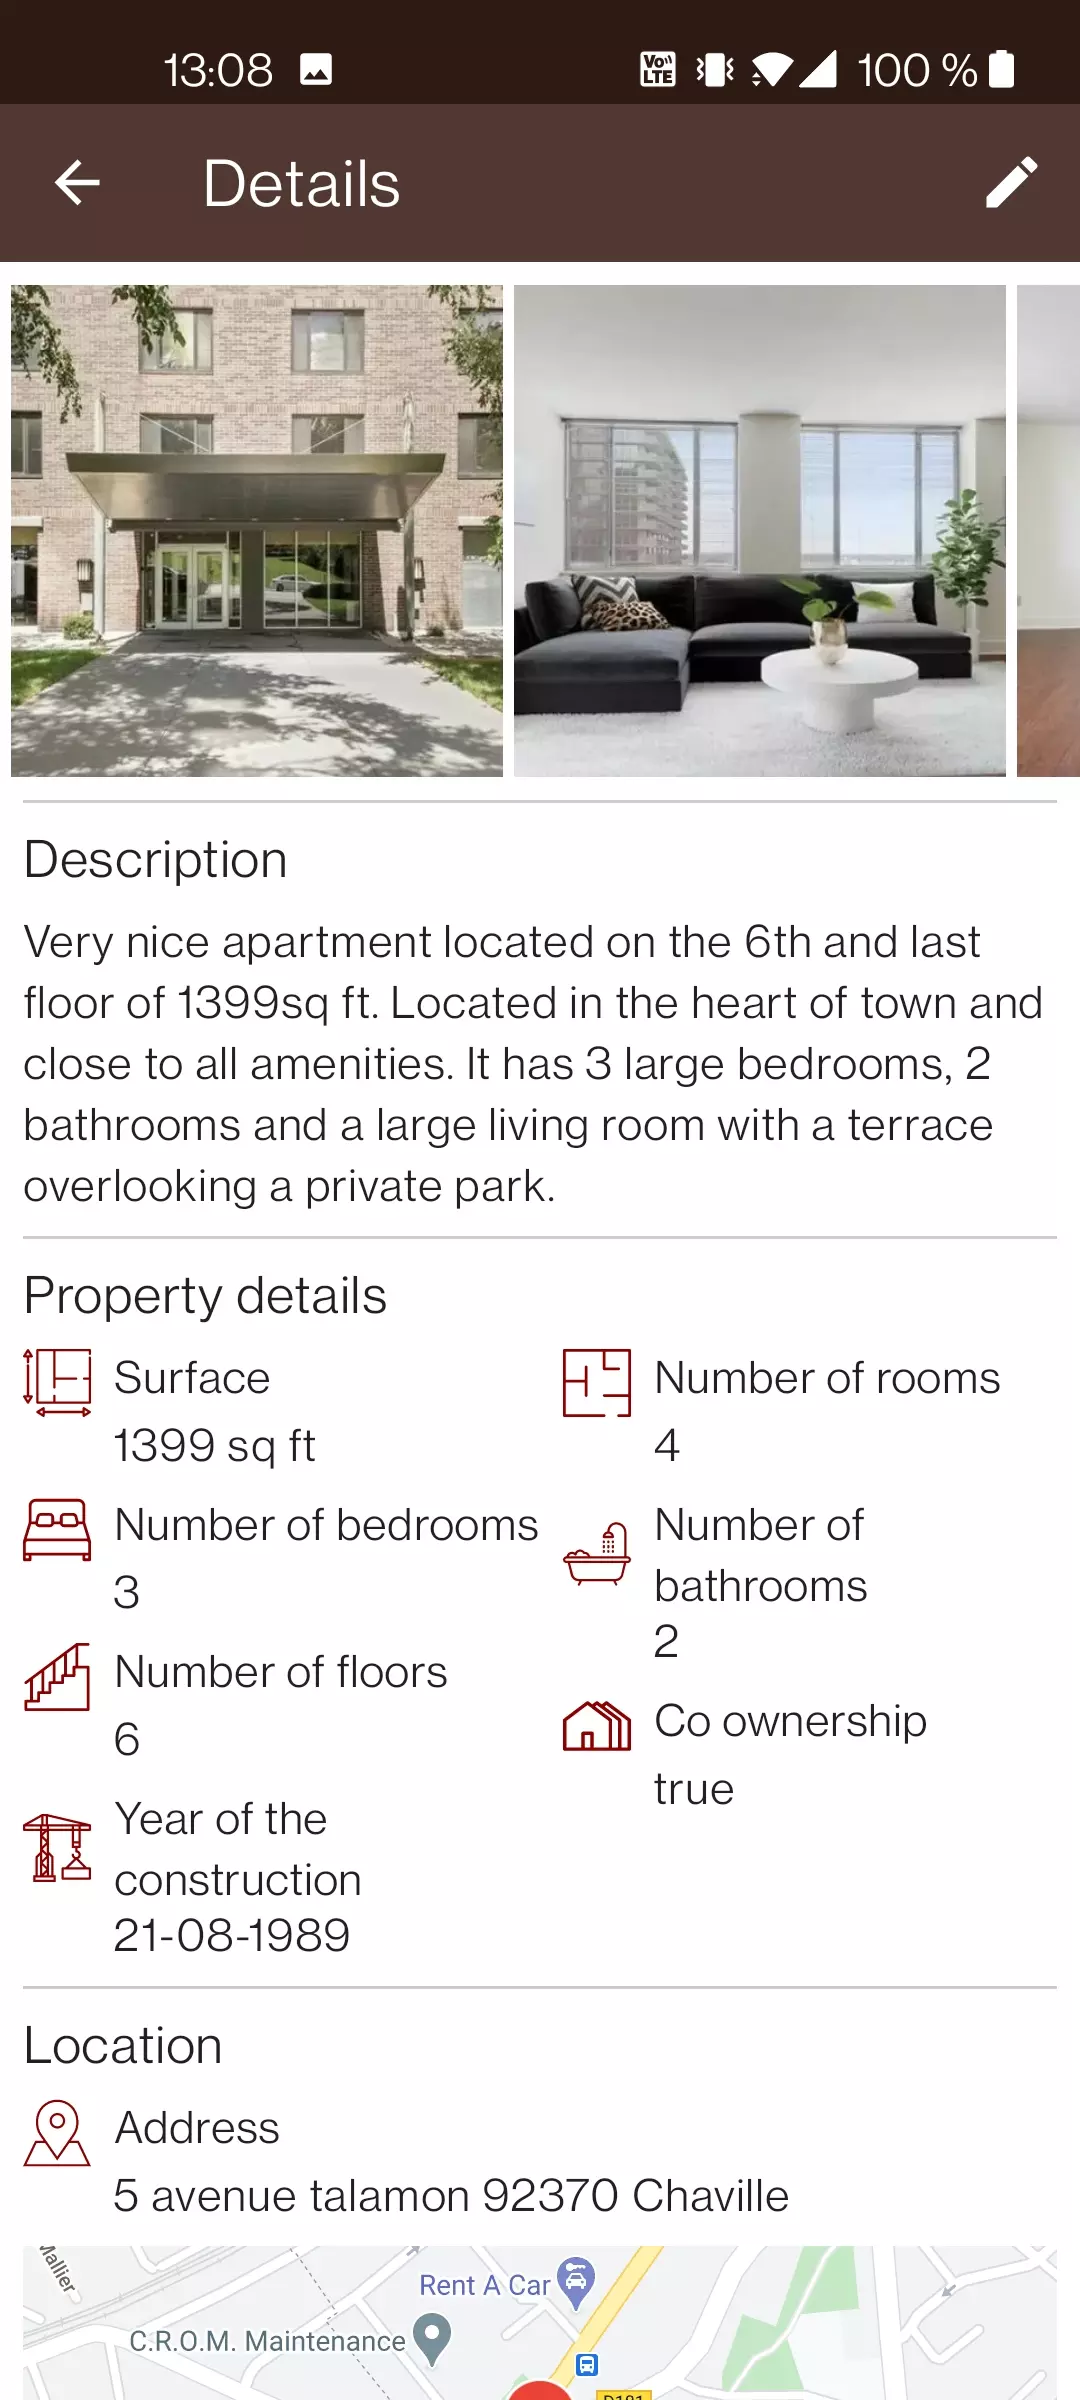 13:08 Vo)) LTE 100 %
Details
Description
Very nice apartment located on the 6th and last
floor of 1399sq ft. Located in the heart of town and
close to all amenities. It has 3 large bedrooms, 2
bathrooms and a large living room with a terrace
overlooking a private park.
Property details
Surface
1399 sq ft
Number of rooms
4
Number of bedrooms
3
Number of
bathrooms
2
Number of floors
6
Co ownership
true
Year of the
construction
21-08-1989
Location
Address
5 avenue talamon 92370 Chaville
Mallier
Rent A Car
C.R.O.M. Maintenance
D181